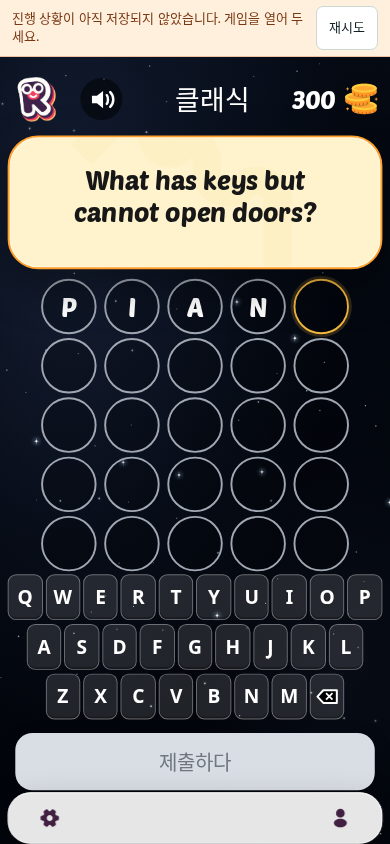 진행 상황이 아직 저장되지 않았습니다. 게임을 열어 두
세요.
재시도
R
클래식
300
What has keys but
cannot open doors?
P I A N
Q W E R T Y U I O P
A S D F G H J K L
Z X C V B N M
제출하다